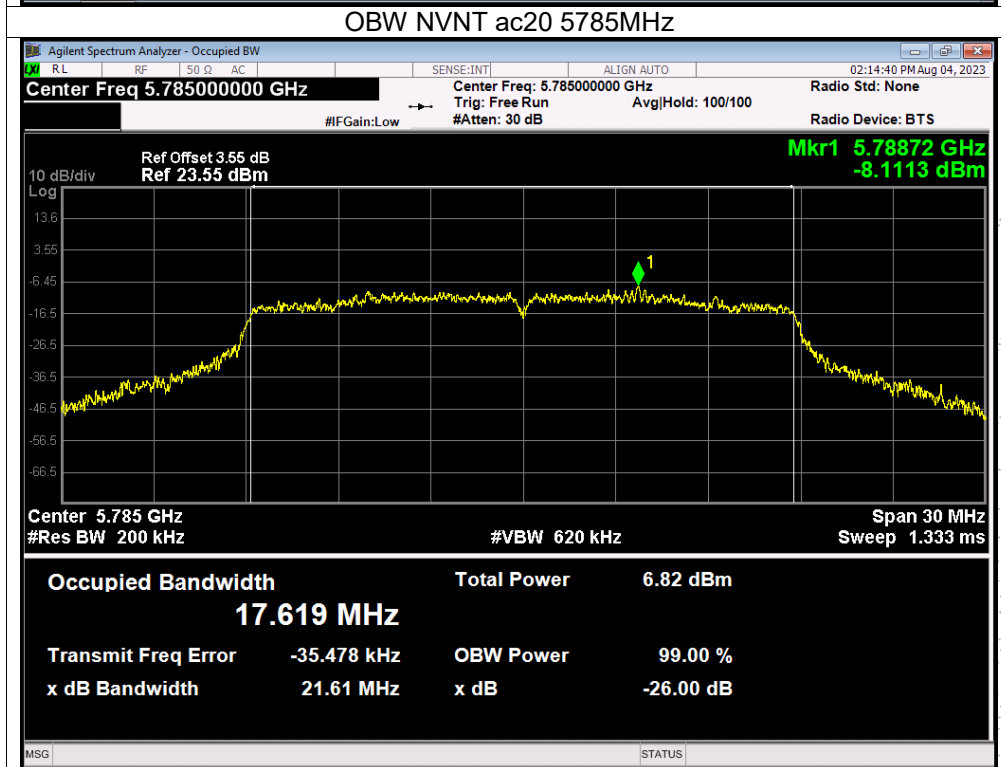 OBW NVNT ac20 5785MHz
Agilent Spectrum Analyzer - Occupied BW
LXI RL RF 50 Ω AC SENSE:INT ALIGN AUTO 02:14:40 PM Aug 04, 2023
Center Freq 5.785000000 GHz
Center Freq: 5.785000000 GHz Radio Std: None
Trig: Free Run Avg|Hold: 100/100
#IFGain:Low #Atten: 30 dB Radio Device: BTS
Mkr1 5.78872 GHz
-8.1113 dBm
Ref Offset 3.55 dB
10 dB/div Ref 23.55 dBm
Log
13.6
3.55
1
-6.45
-16.5
-26.5
-36.5
-46.5
-56.5
-66.5
Center 5.785 GHz Span 30 MHz
#Res BW 200 kHz #VBW 620 kHz Sweep 1.333 ms
Occupied Bandwidth Total Power 6.82 dBm
17.619 MHz
Transmit Freq Error -35.478 kHz OBW Power 99.00 %
x dB Bandwidth 21.61 MHz x dB -26.00 dB
MSG STATUS